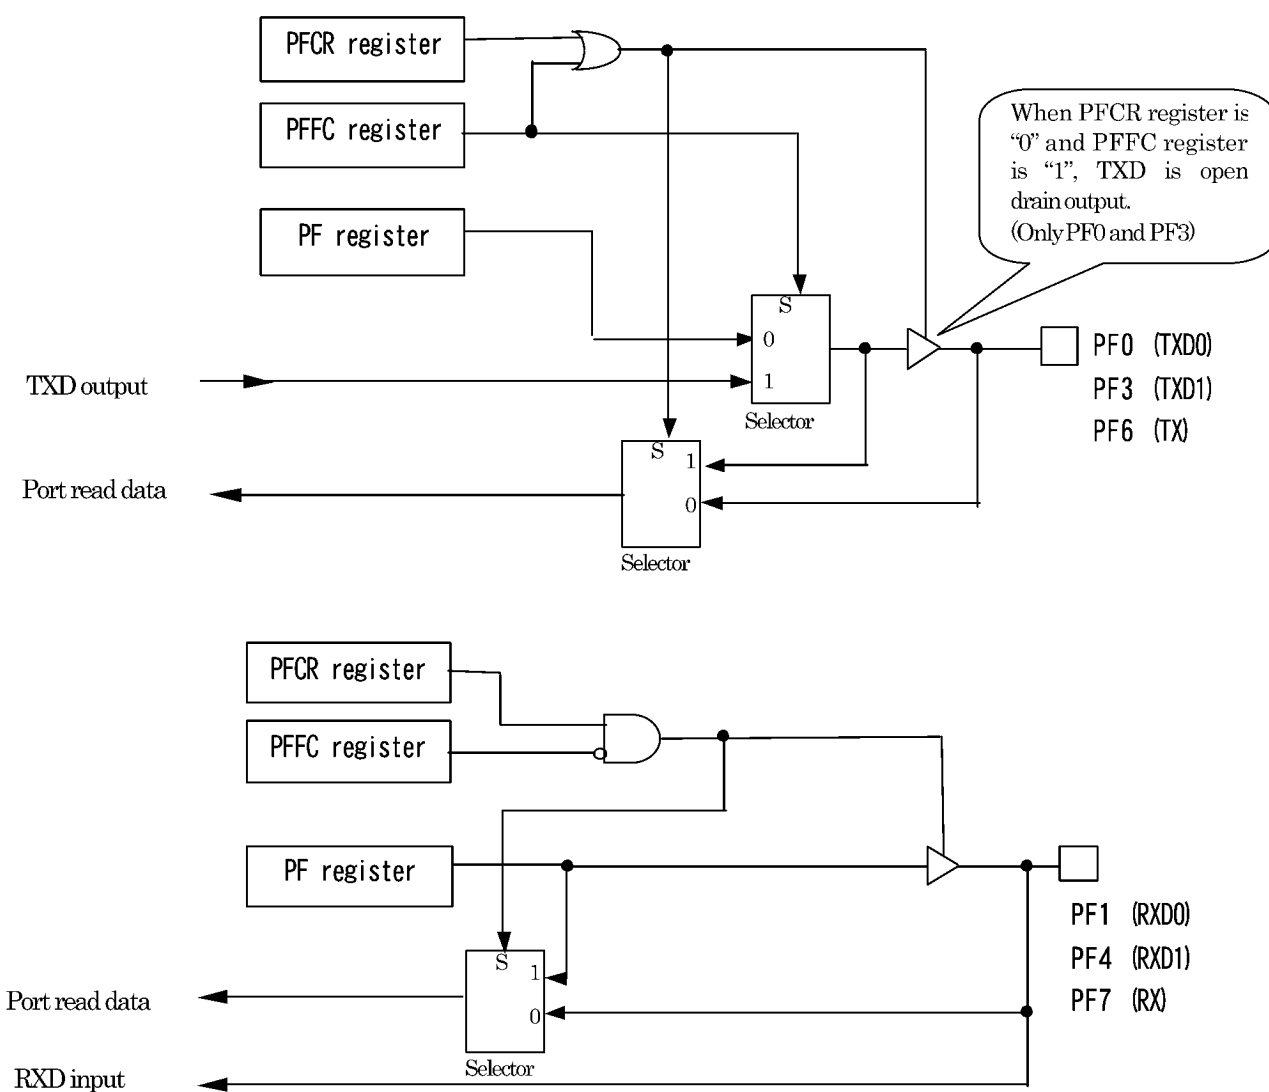 PFCR register
PFFC register
PF register
When PFCR register is
“0” and PFFC register
is “1”, TXD is open
drain output.
(Only PF0 and PF3)
S
0
1
Selector
TXD output
PF0 (TXD0)
PF3 (TXD1)
PF6 (TX)
S
1
0
Selector
Port read data
PFCR register
PFFC register
PF register
PF1 (RXD0)
PF4 (RXD1)
PF7 (RX)
S
1
0
Selector
Port read data
RXD input